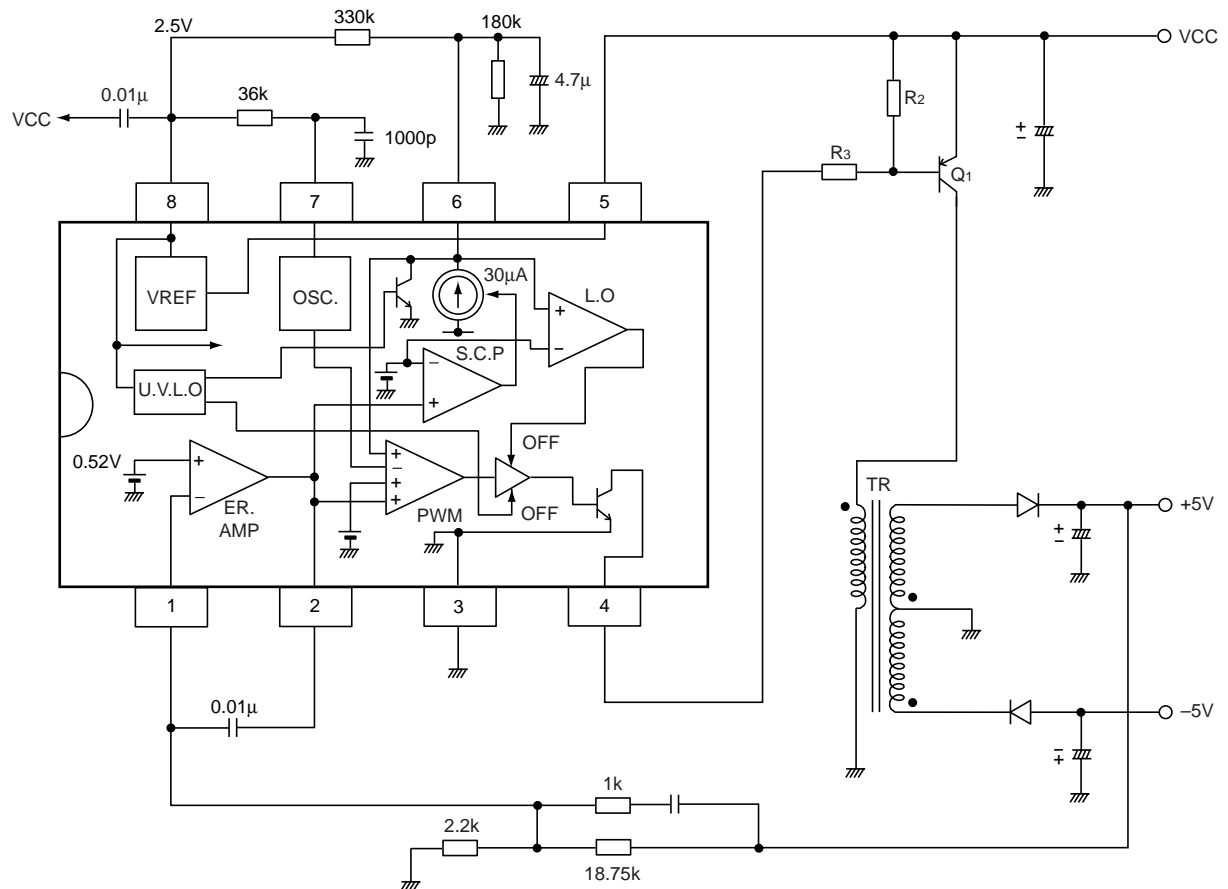 2.5V
330k
180k
4.7μ
VCC
0.01μ
36k
1000p
VCC
R2
R3
Q1
+
−
8
7
6
5
VREF
OSC.
30μA
L.O
+
−
S.C.P
−
+
U.V.L.O
OFF
0.52V
+
−
ER.
AMP
+
−
+
+
PWM
OFF
1
2
3
4
0.01μ
TR
+5V
+
−
−5V
−
+
1k
2.2k
18.75k